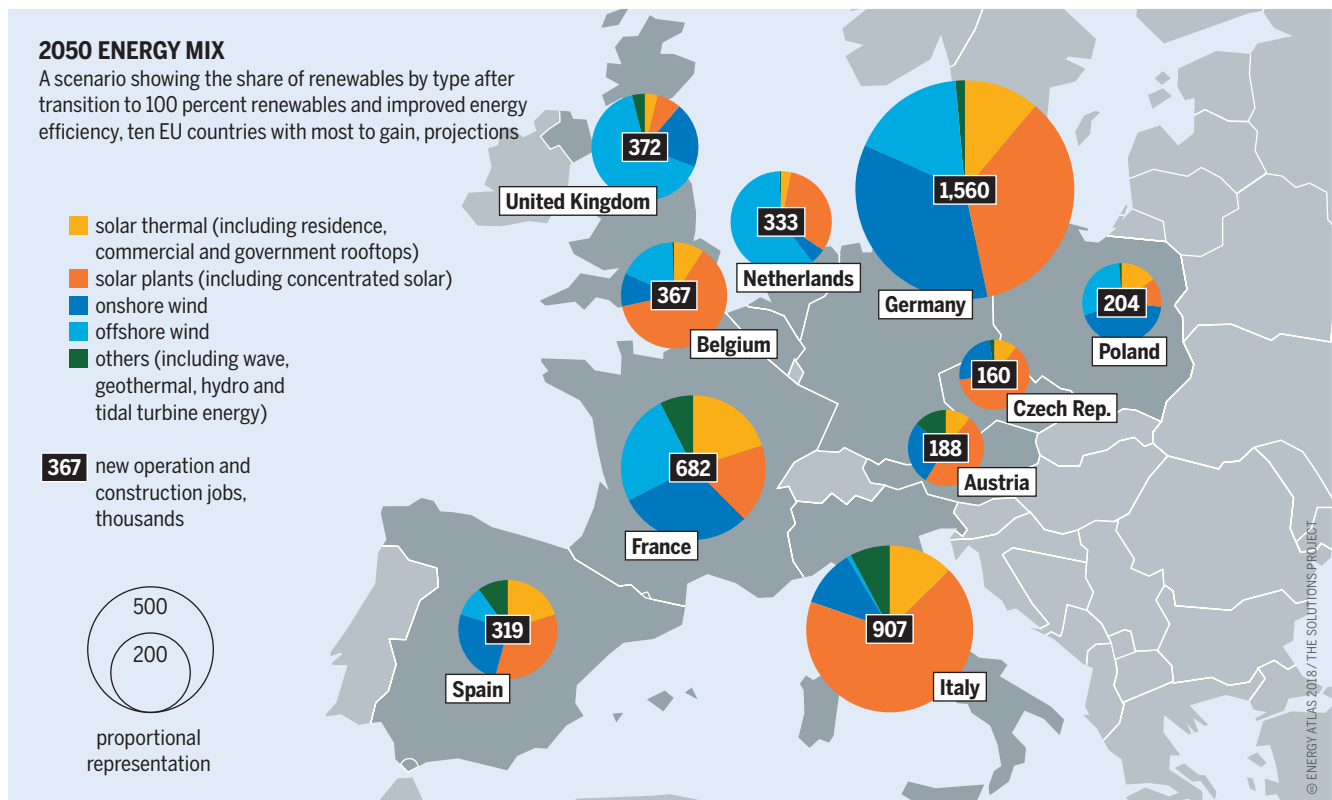 2050 ENERGY MIX
A scenario showing the share of renewables by type after
transition to 100 percent renewables and improved energy
efficiency, ten EU countries with most to gain, projections
solar thermal (including residence,
commercial and government rooftops)
solar plants (including concentrated solar)
onshore wind
offshore wind
others (including wave,
geothermal, hydro and
tidal turbine energy)
367 new operation and
construction jobs,
thousands
500
200
proportional
representation
372
United Kingdom
333
Netherlands
1,560
Germany
367
Belgium
204
Poland
160
Czech Rep.
188
Austria
682
France
319
Spain
907
Italy
ENERGY ATLAS 2018 / THE SOLUTIONS PROJECT